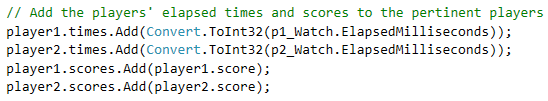 // Add the players' elapsed times and scores to the pertinent players
player1.times.Add(Convert.ToInt32(p1_Watch.ElapsedMilliseconds));
player2.times.Add(Convert.ToInt32(p2_Watch.ElapsedMilliseconds));
player1.scores.Add(player1.score);
player2.scores.Add(player2.score);